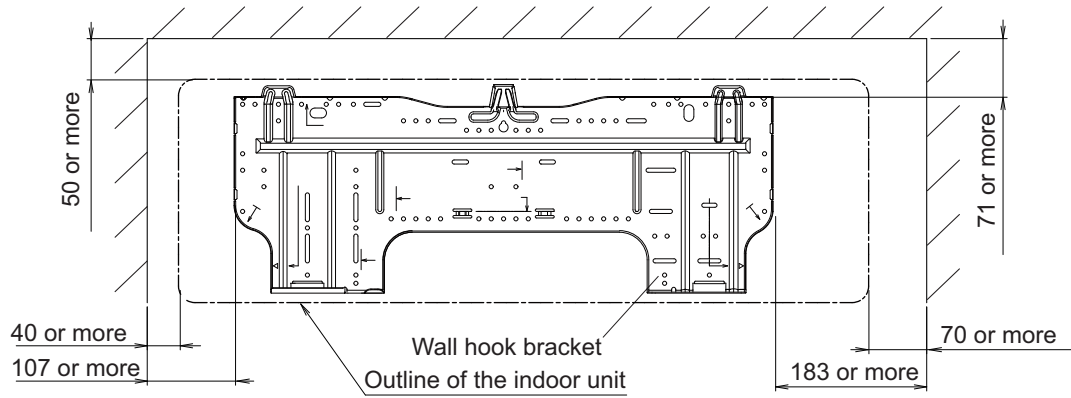 50 or more
71 or more
40 or more
70 or more
Wall hook bracket
107 or more
Outline of the indoor unit
183 or more